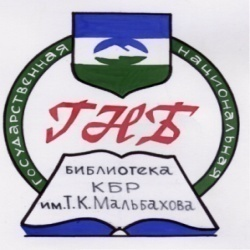 ГОСУДАРСТВЕННАЯ НАЦИОНАЛЬНАЯ
ГНБ
БИБЛИОТЕКА
КБР
им. Т.К. Мальбахова